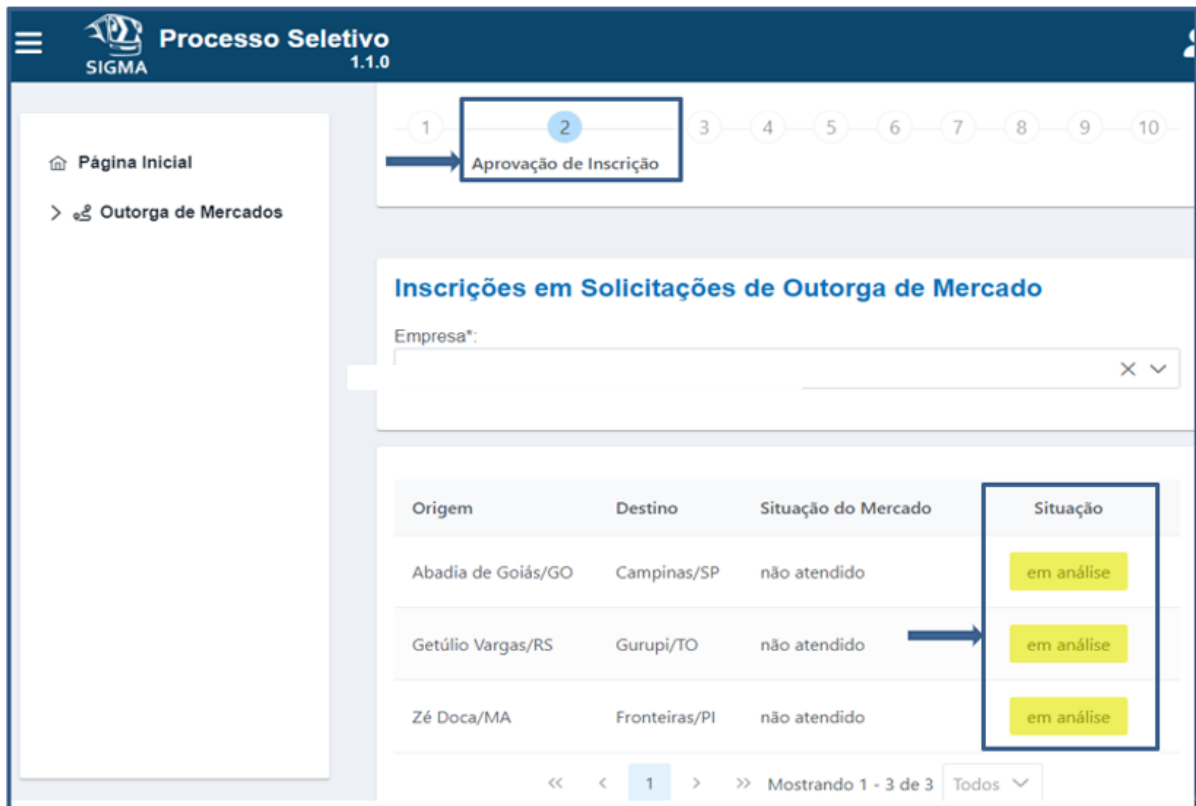 Processo Seletivo
SIGMA
1.1.0
1 2 3 4 5 6 7 8 9 10
Aprovação de Inscrição
Página Inicial
Outorga de Mercados
Inscrições em Solicitações de Outorga de Mercado
Empresa*:
Origem Destino Situação do Mercado Situação
Abadia de Goiás/GO Campinas/SP não atendido em análise
Getúlio Vargas/RS Gurupi/TO não atendido em análise
Zé Doca/MA Fronteiras/PI não atendido em análise
<< < 1 > >> Mostrando 1 - 3 de 3 Todos